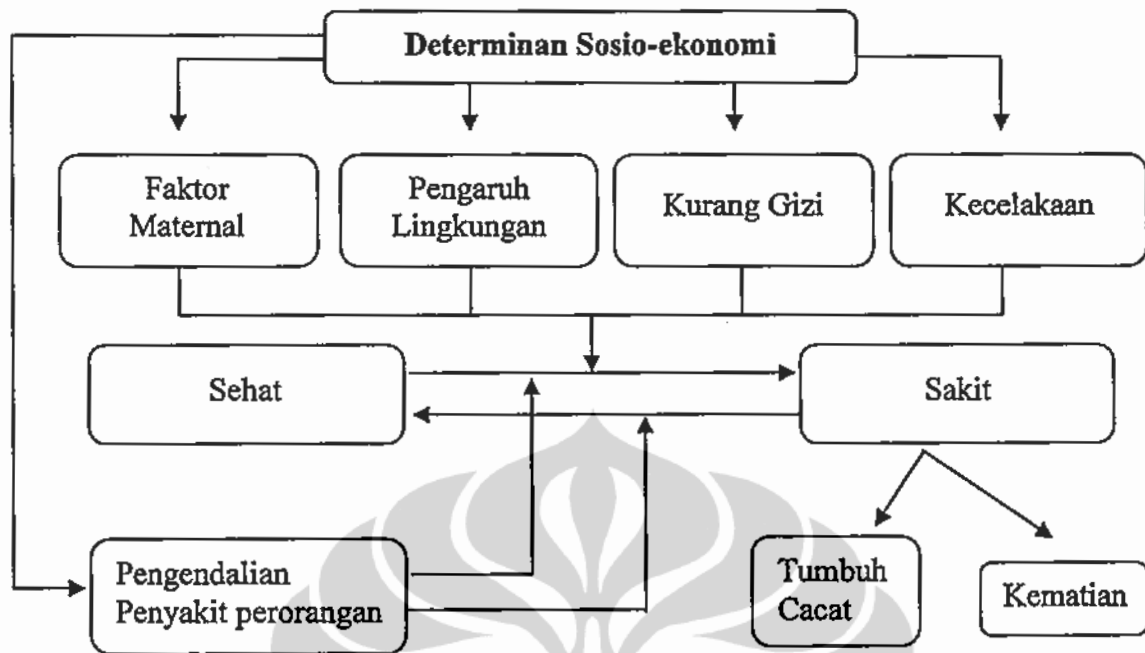 Determinan Sosio-ekonomi
Faktor
Maternal
Pengaruh
Lingkungan
Kurang Gizi
Kecelakaan
Sehat
Sakit
Pengendalian
Penyakit perorangan
Tumbuh
Cacat
Kematian